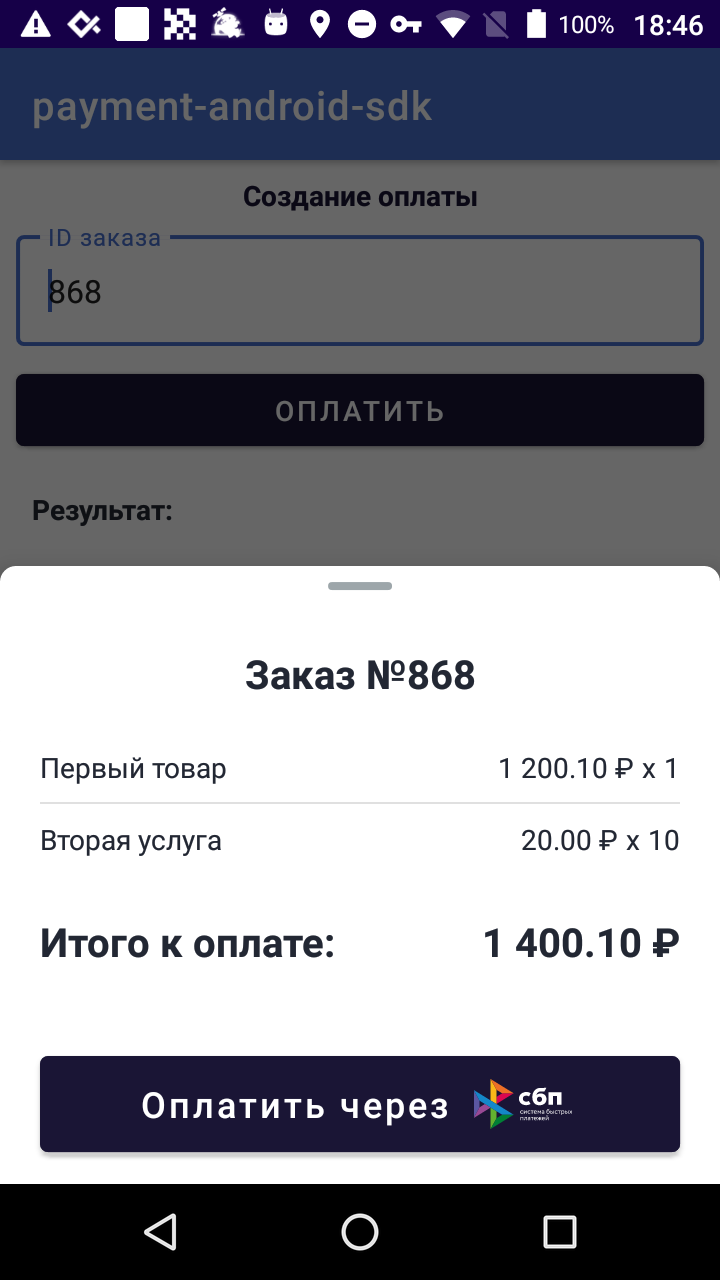 100% 18:46
payment-android-sdk
Создание оплаты
ID заказа
868
ОПЛАТИТЬ
Результат:
Заказ №868
Первый товар 1 200.10 ₽ x 1
Вторая услуга 20.00 ₽ x 10
Итого к оплате: 1 400.10 ₽
Оплатить через сбп
система быстрых
платежей